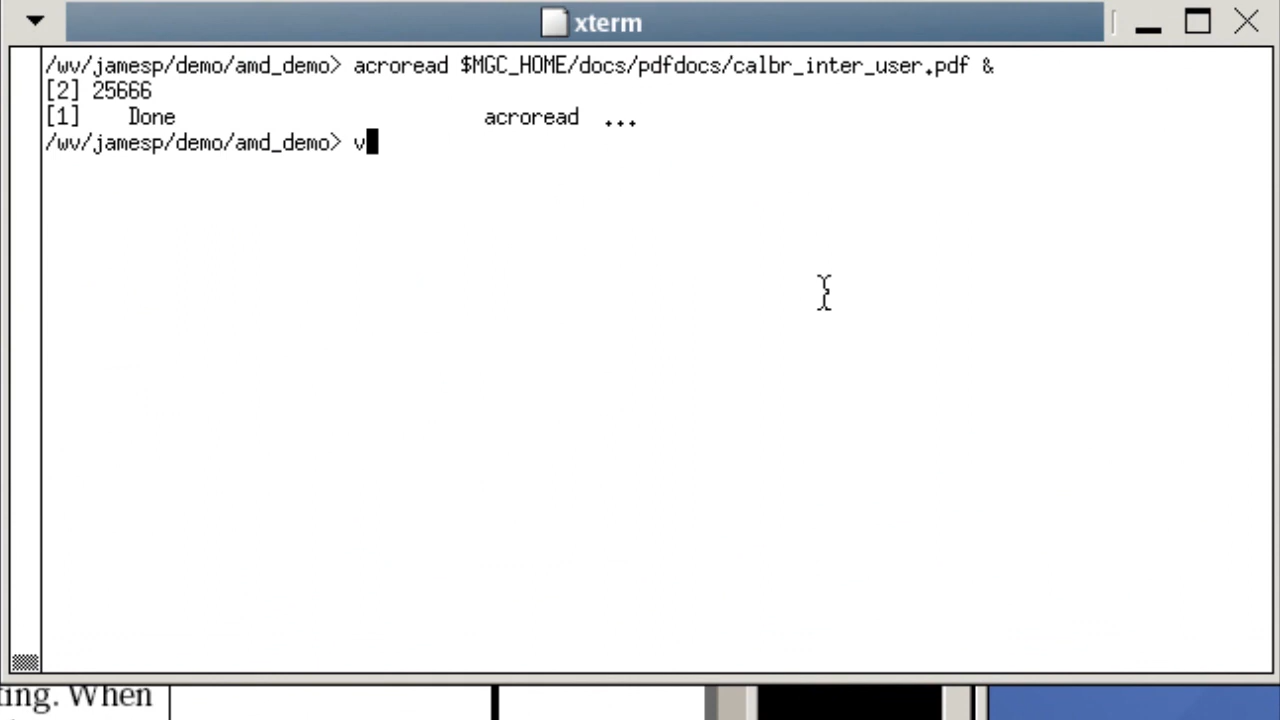 xterm
/wv/jamesp/demo/amd_demo> acroread $MGC_HOME/docs/pdfdocs/calbr_inter_user.pdf &
[2] 25666
[1]    Done                       acroread  ...
/wv/jamesp/demo/amd_demo> v
ting. When